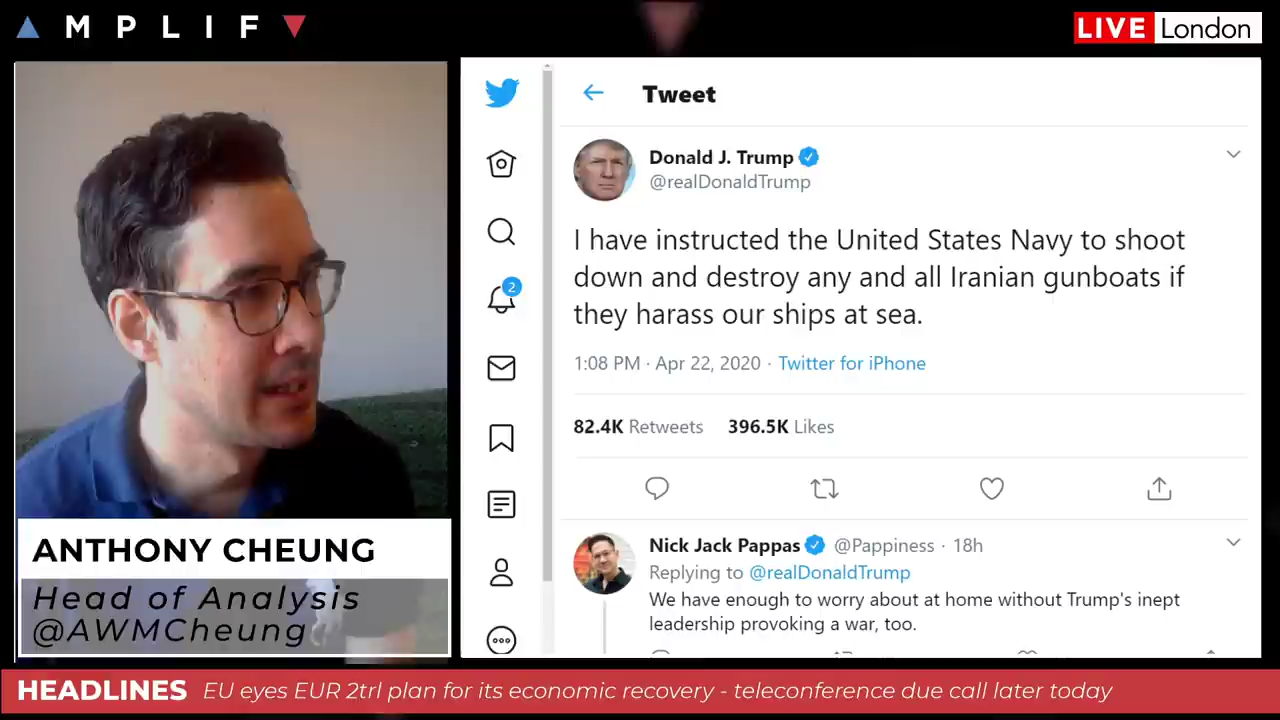 ▲ M P L I F ▼
LIVE London
Tweet
Donald J. Trump
@realDonaldTrump
I have instructed the United States Navy to shoot
down and destroy any and all Iranian gunboats if
they harass our ships at sea.
1:08 PM · Apr 22, 2020 · Twitter for iPhone
82.4K Retweets 396.5K Likes
2
Nick Jack Pappas @Pappiness · 18h
Replying to @realDonaldTrump
We have enough to worry about at home without Trump's inept
leadership provoking a war, too.
ANTHONY CHEUNG
Head of Analysis
@AWMCheung
HEADLINES EU eyes EUR 2trl plan for its economic recovery - teleconference due call later today